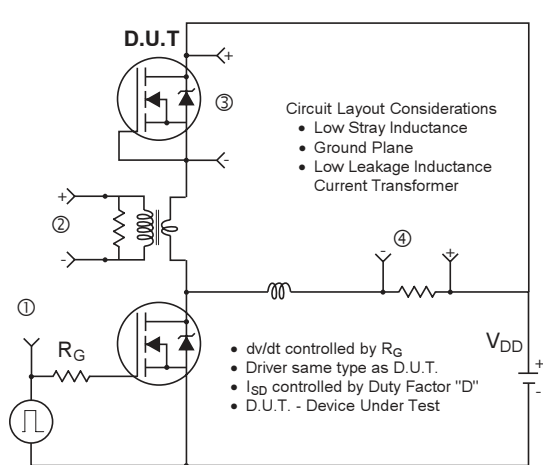 D.U.T
+
③
-
Circuit Layout Considerations
• Low Stray Inductance
• Ground Plane
• Low Leakage Inductance
Current Transformer
+
②
-
④
-
+
①
RG
• dv/dt controlled by RG
• Driver same type as D.U.T.
• ISD controlled by Duty Factor "D"
• D.U.T. - Device Under Test
VDD
+
-